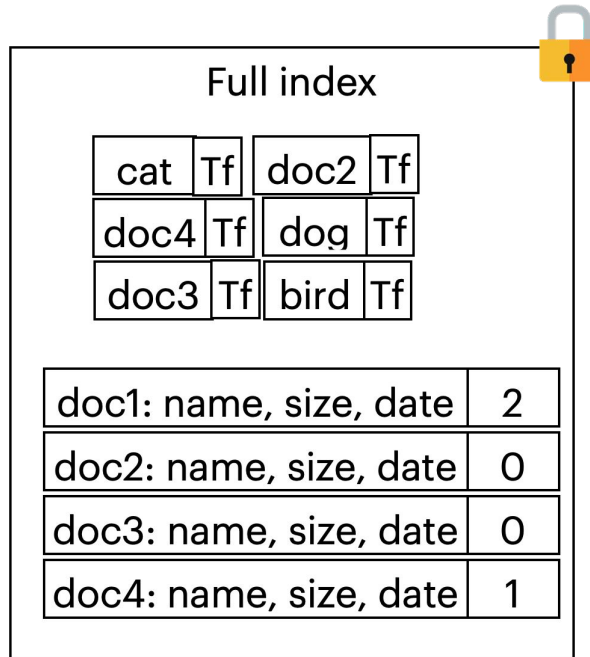 Full index
cat Tf doc2 Tf
doc4 Tf dog Tf
doc3 Tf bird Tf
doc1: name, size, date 2
doc2: name, size, date 0
doc3: name, size, date 0
doc4: name, size, date 1